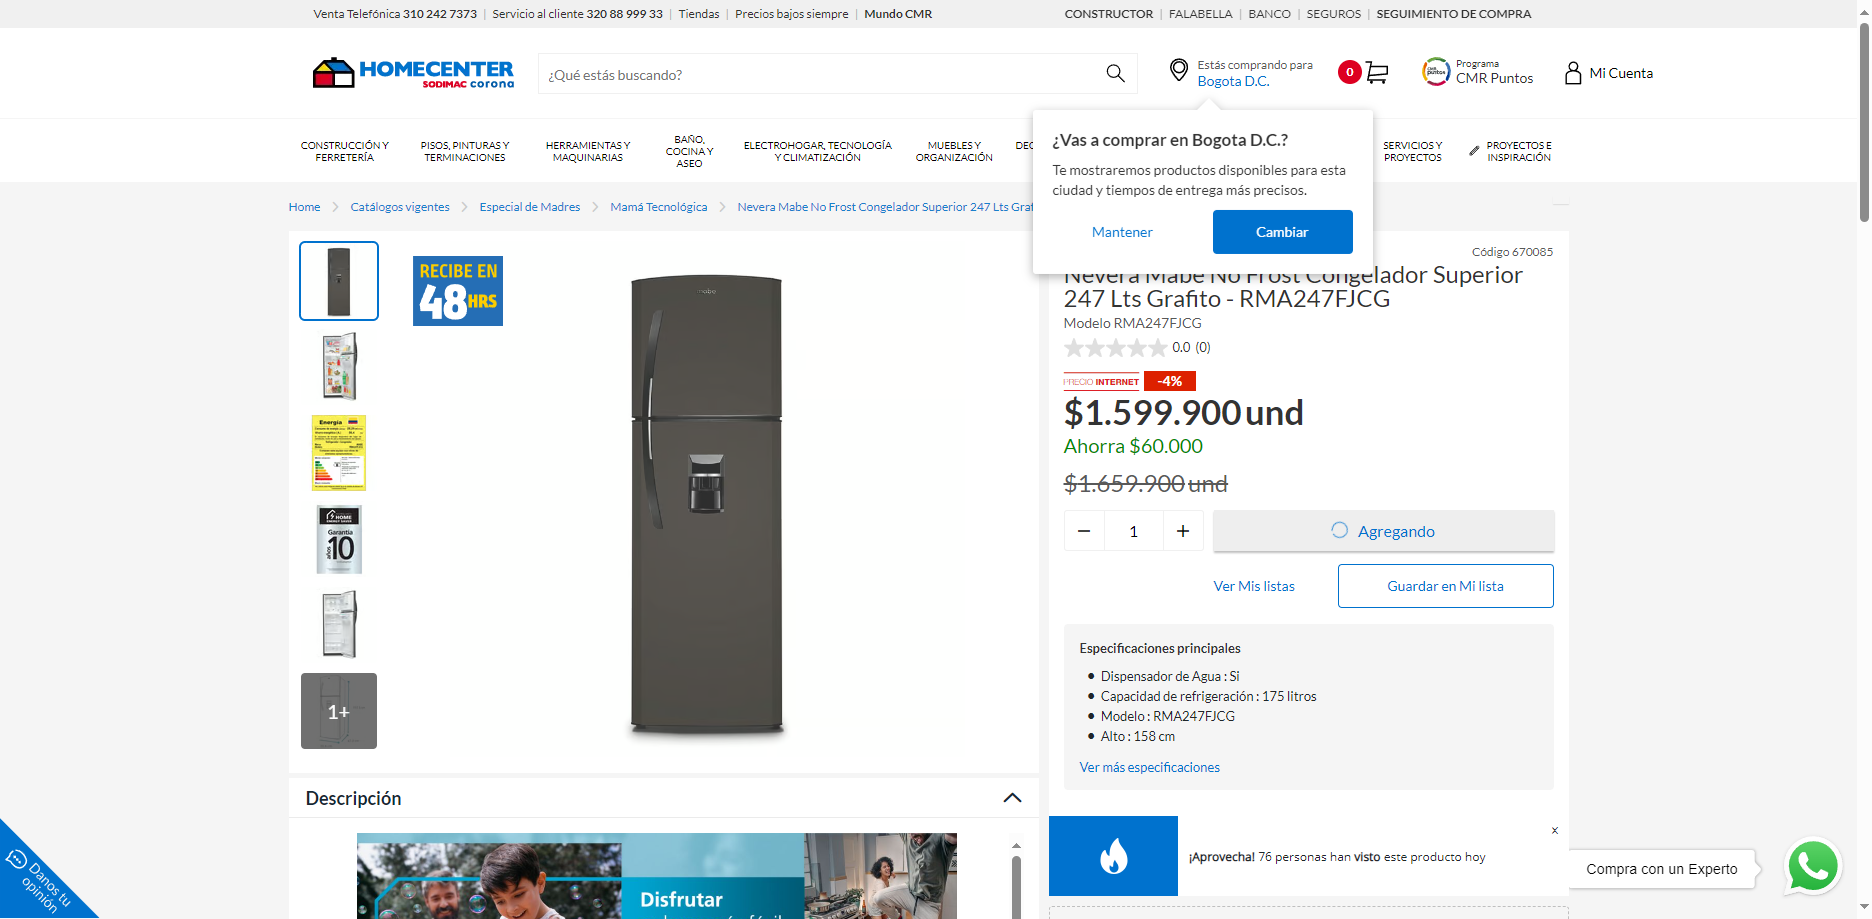 Venta Telefónica 310 242 7373 | Servicio al cliente 320 88 999 33 | Tiendas | Precios bajos siempre | Mundo CMR
CONSTRUCTOR | FALABELLA | BANCO | SEGUROS | SEGUIMIENTO DE COMPRA
HOMECENTER
SODIMAC corona
¿Qué estás buscando?
Estás comprando para
Bogota D.C.
0
Programa
CMR Puntos
Mi Cuenta
CONSTRUCCIÓN Y
FERRETERÍA
PISOS, PINTURAS Y
TERMINACIONES
HERRAMIENTAS Y
MAQUINARIAS
BAÑO,
COCINA Y
ASEO
ELECTROHOGAR, TECNOLOGÍA
Y CLIMATIZACIÓN
MUEBLES Y
ORGANIZACIÓN
SERVICIOS Y
PROYECTOS
PROYECTOS E
INSPIRACIÓN
¿Vas a comprar en Bogota D.C.?
Te mostraremos productos disponibles para esta
ciudad y tiempos de entrega más precisos.
Mantener
Cambiar
Home > Catálogos vigentes > Especial de Madres > Mamá Tecnológica > Nevera Mabe No Frost Congelador Superior 247 Lts Graf
RECIBE EN
48HRS
mabe
Energía
HOME
ENERGY SAVER
Garantía
10
años
1+
Código 670085
Nevera Mabe No Frost Congelador Superior
247 Lts Grafito - RMA247FJCG
Modelo RMA247FJCG
0.0 (0)
PRECIO INTERNET -4%
$1.599.900 und
Ahorra $60.000
$1.659.900 und
1
Agregando
Ver Mis listas
Guardar en Mi lista
Especificaciones principales
• Dispensador de Agua : Si
• Capacidad de refrigeración : 175 litros
• Modelo : RMA247FJCG
• Alto : 158 cm
Ver más especificaciones
Descripción
Disfrutar
¡Aprovecha! 76 personas han visto este producto hoy
x
Compra con un Experto
Danos tu
opinión